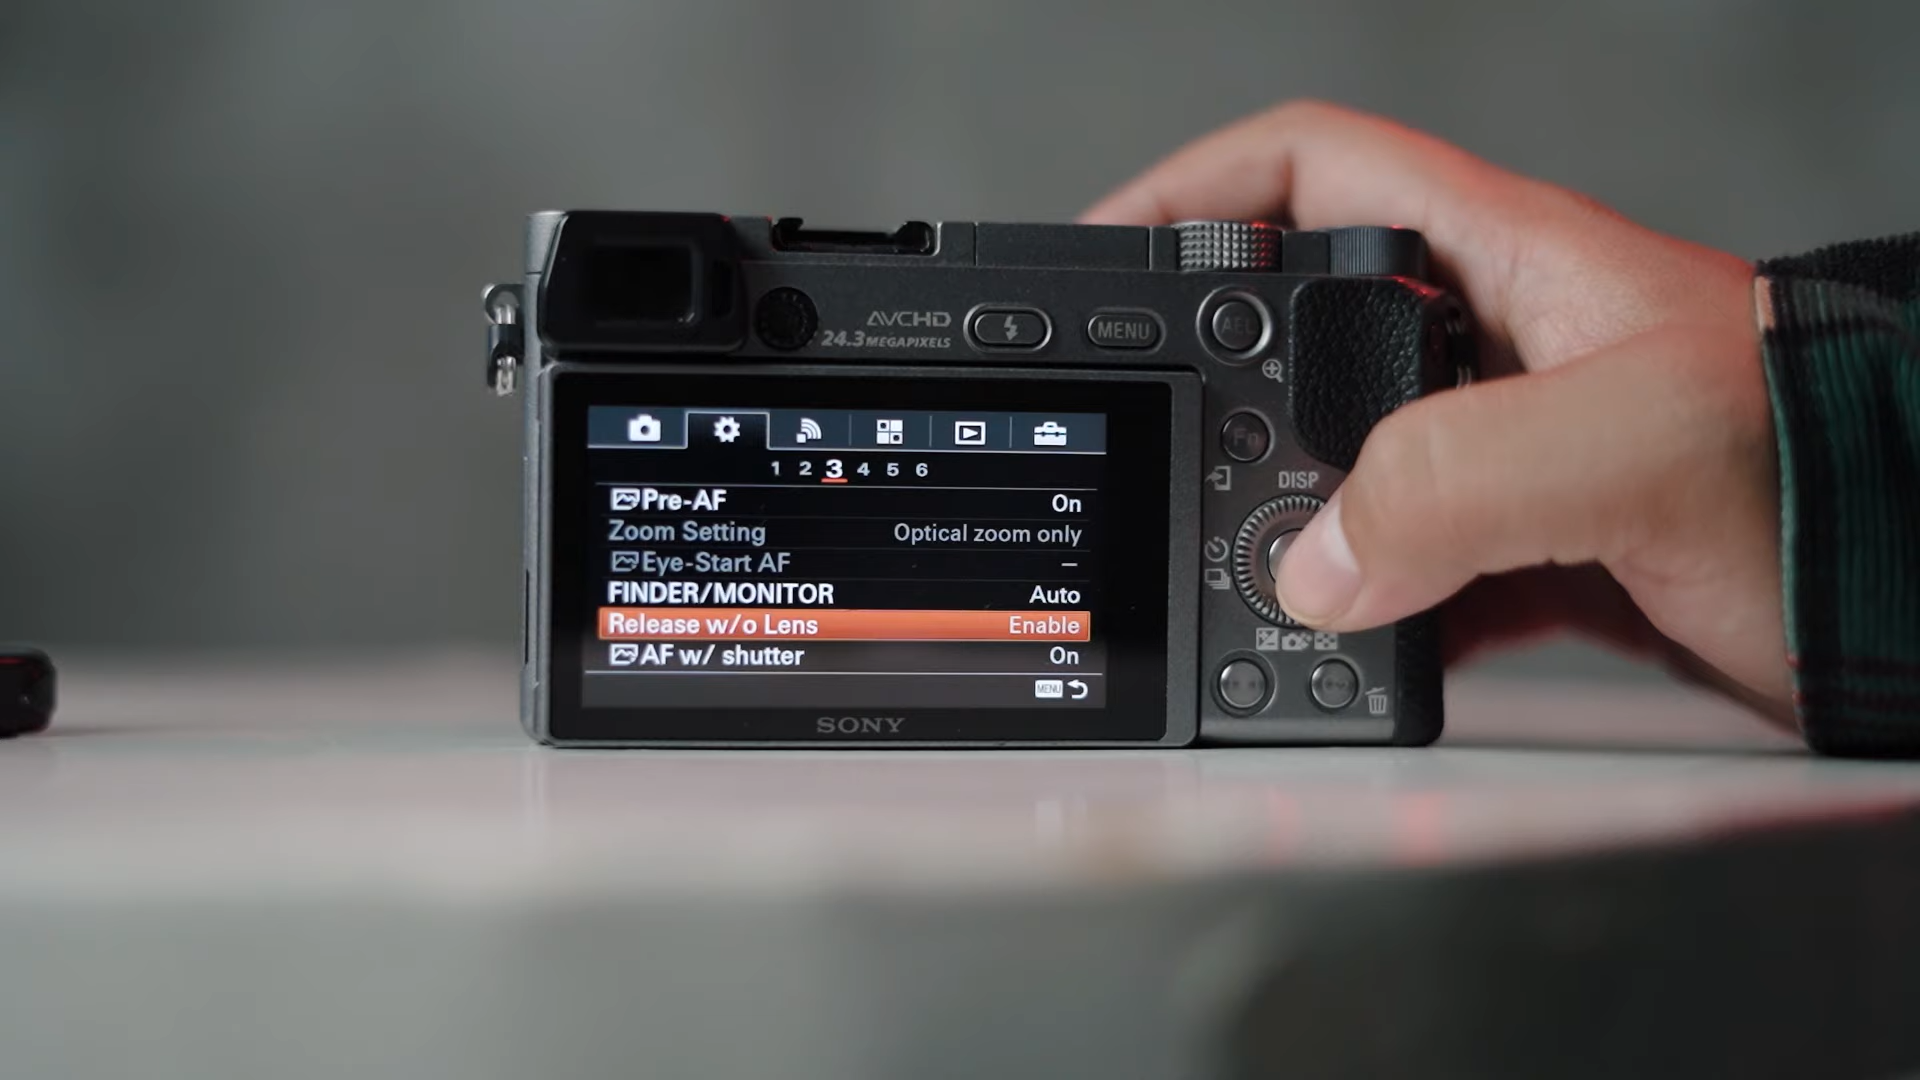 AVCHD
24.3 MEGAPIXELS
MENU
AEL
1 2 3 4 5 6
Pre-AF On
Zoom Setting Optical zoom only
Eye-Start AF –
FINDER/MONITOR Auto
Release w/o Lens Enable
AF w/ shutter On
MENU
SONY
Fn
DISP